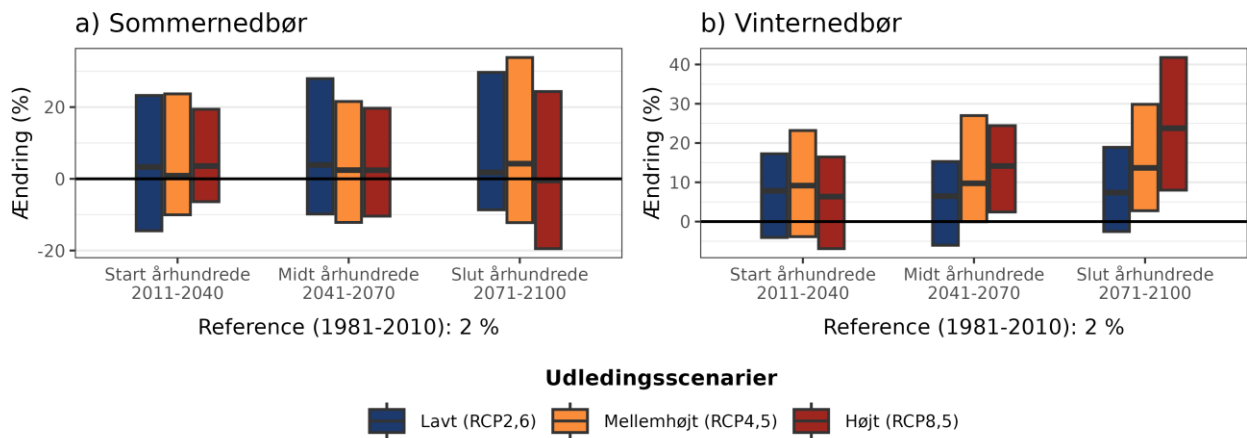 a) Sommernedbør
Ændring (%)
20
0
-20
Start århundrede
2011-2040
Midt århundrede
2041-2070
Slut århundrede
2071-2100
Reference (1981-2010): 2 %
b) Vinternedbør
Ændring (%)
40
30
20
10
0
Start århundrede
2011-2040
Midt århundrede
2041-2070
Slut århundrede
2071-2100
Reference (1981-2010): 2 %
Udledingsscenarier
Lavt (RCP2,6)
Mellemhøjt (RCP4,5)
Højt (RCP8,5)